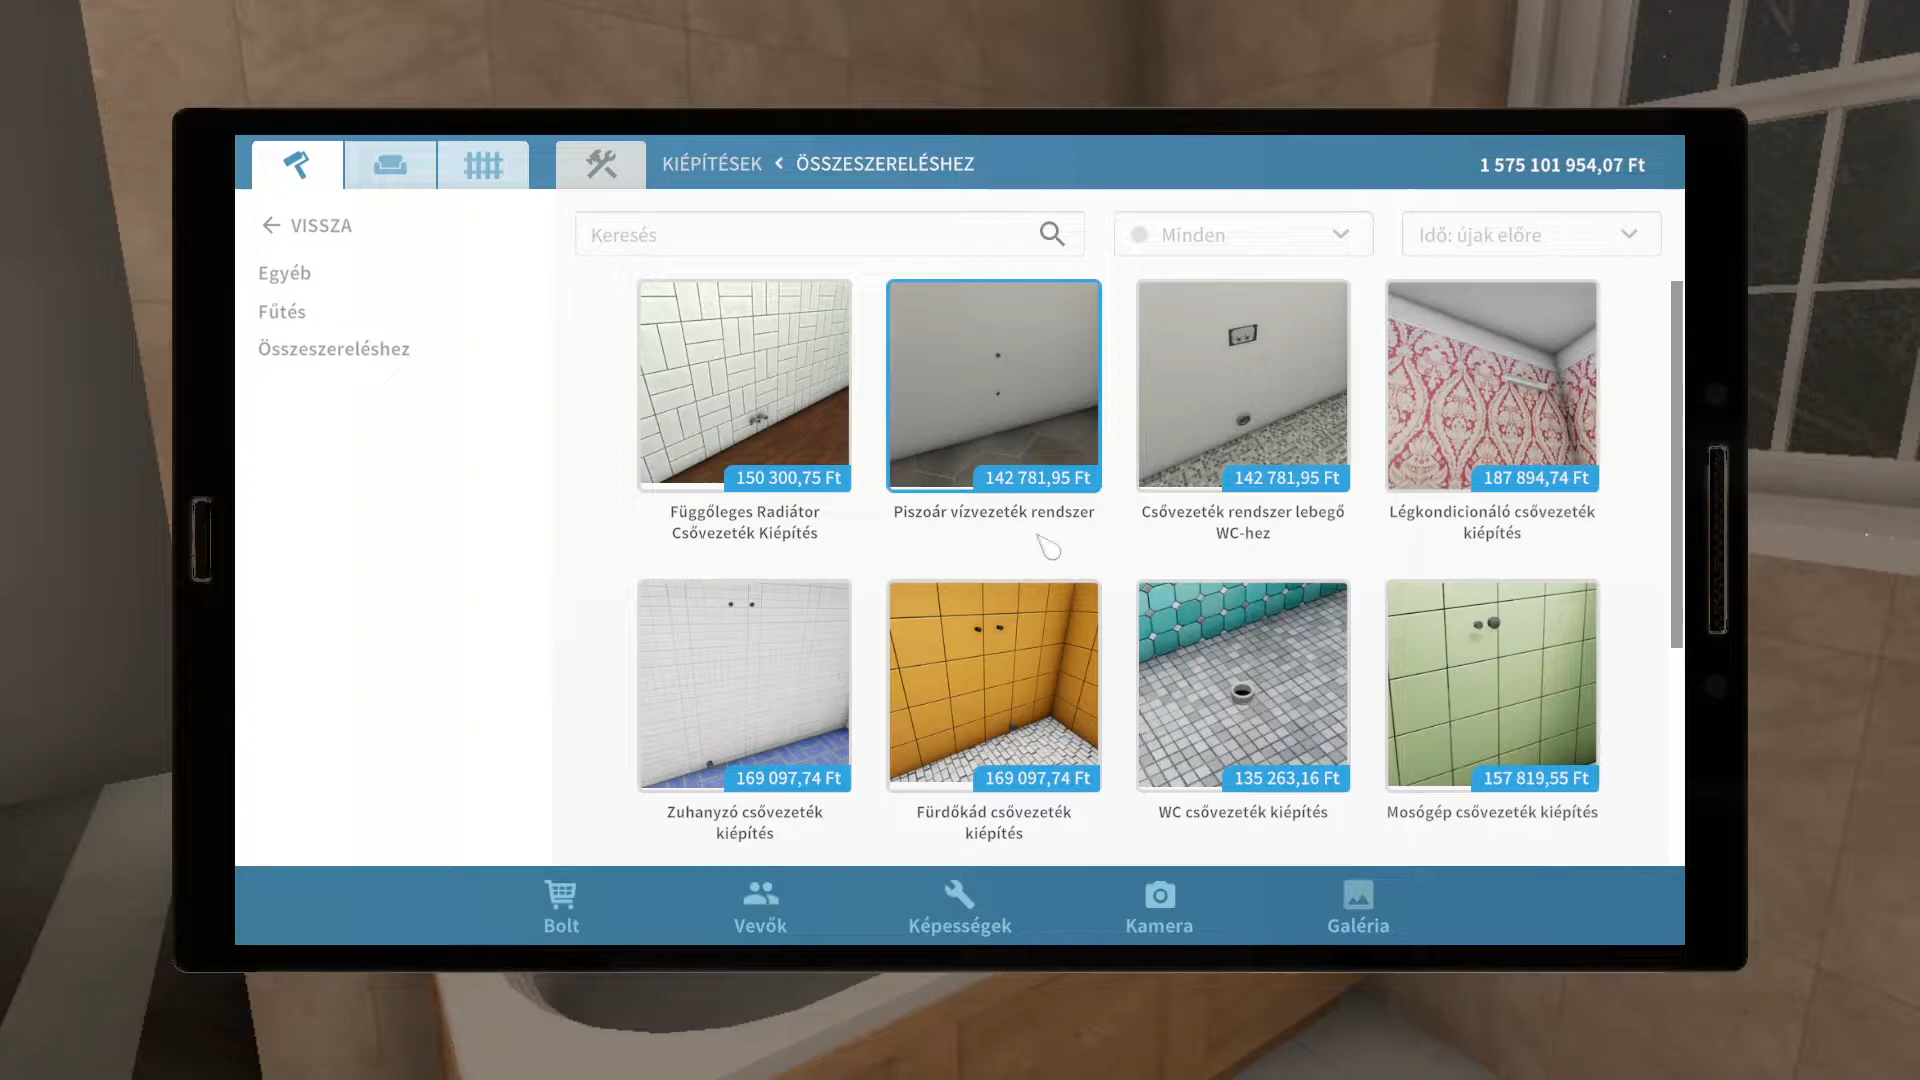 KIÉPÍTÉSEK < ÖSSZESZERELÉSHEZ
1 575 101 954,07 Ft
← VISSZA
Egyéb
Fűtés
Összeszereléshez
Keresés
Minden
Idő: újak előre
150 300,75 Ft
Függőleges Radiátor
Csővezeték Kiépítés
142 781,95 Ft
Piszoár vízvezeték rendszer
142 781,95 Ft
Csővezeték rendszer lebegő
WC-hez
187 894,74 Ft
Légkondicionáló csővezeték
kiépítés
169 097,74 Ft
Zuhanyzó csővezeték
kiépítés
169 097,74 Ft
Fürdőkád csővezeték
kiépítés
135 263,16 Ft
WC csővezeték kiépítés
157 819,55 Ft
Mosógép csővezeték kiépítés
Bolt
Vevők
Képességek
Kamera
Galéria